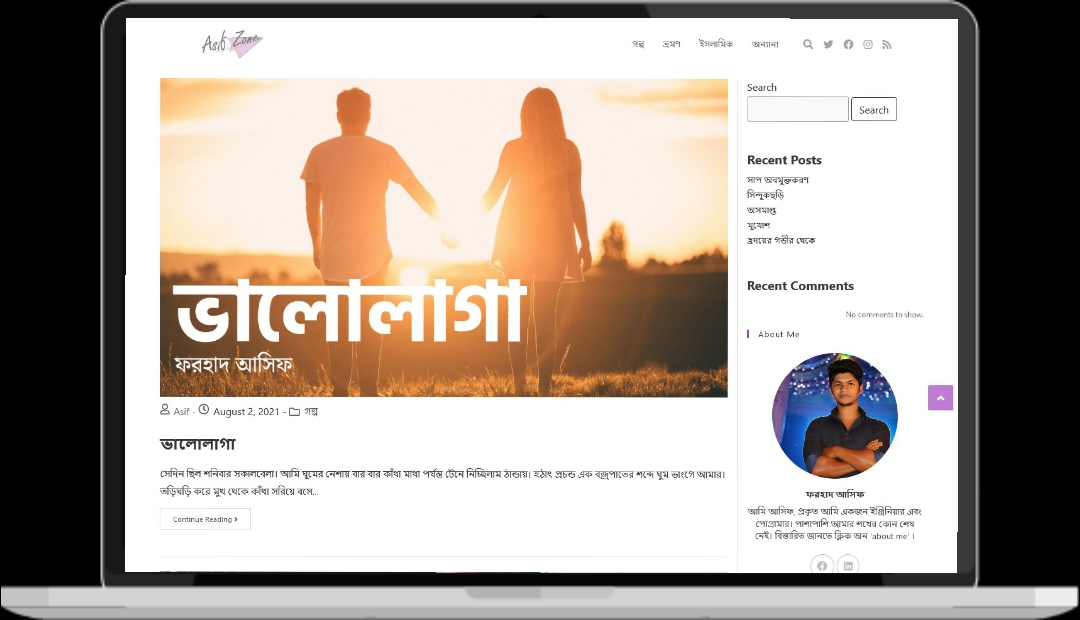 Asif Zone
গল্প ভ্রমণ ইসলামিক অন্যান্য
ভালোলাগা
ফরহাদ আসিফ
Asif - August 2, 2021 - গল্প
ভালোলাগা
সেদিন ছিল শনিবার সকালবেলা। আমি ঘুমের নেশায় বার বার কাঁথা মাথা পর্যন্ত টেনে নিচ্ছিলাম ঠান্ডায়। হঠাৎ প্রচন্ড এক বজ্রপাতের শব্দে ঘুম ভাংগে আমার।
তড়িঘড়ি করে মুখ থেকে কাঁথা সরিয়ে বসে...
Continue Reading
Search
Search
Recent Posts
সাপ অবমুক্তকরণ
সিন্দুকছড়ি
অসমাপ্ত
মুখোশ
হৃদয়ের গভীর থেকে
Recent Comments
No comments to show.
About Me
ফরহাদ আসিফ
আমি আসিফ, প্রকৃত আমি একজন ইঞ্জিনিয়ার এবং
পোগ্রামার। পাশাপাশি আমার শখের কোন শেষ
নেই। বিস্তারিত জানতে ক্লিক অন 'about me' ।